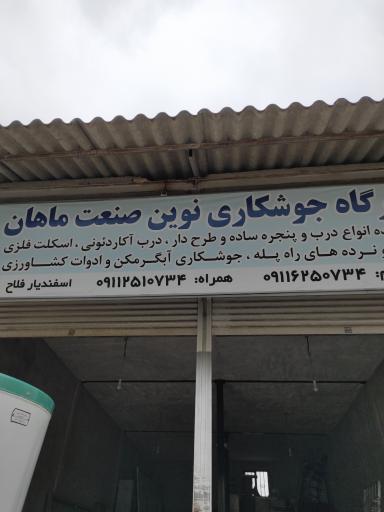 گاه جوشکاری نوین صنعت ماهان
ده انواع درب و پنجره ساده و طرح دار ، درب آکاردئونی ، اسکلت فلزی
و نرده های راه پله ، جوشکاری آبگرمکن و ادوات کشاورزی
۰۹۱۱۶۲۵۰۷۳۴ همراه: ۰۹۱۱۲۵۱۰۷۳۴ اسفندیار فلاح